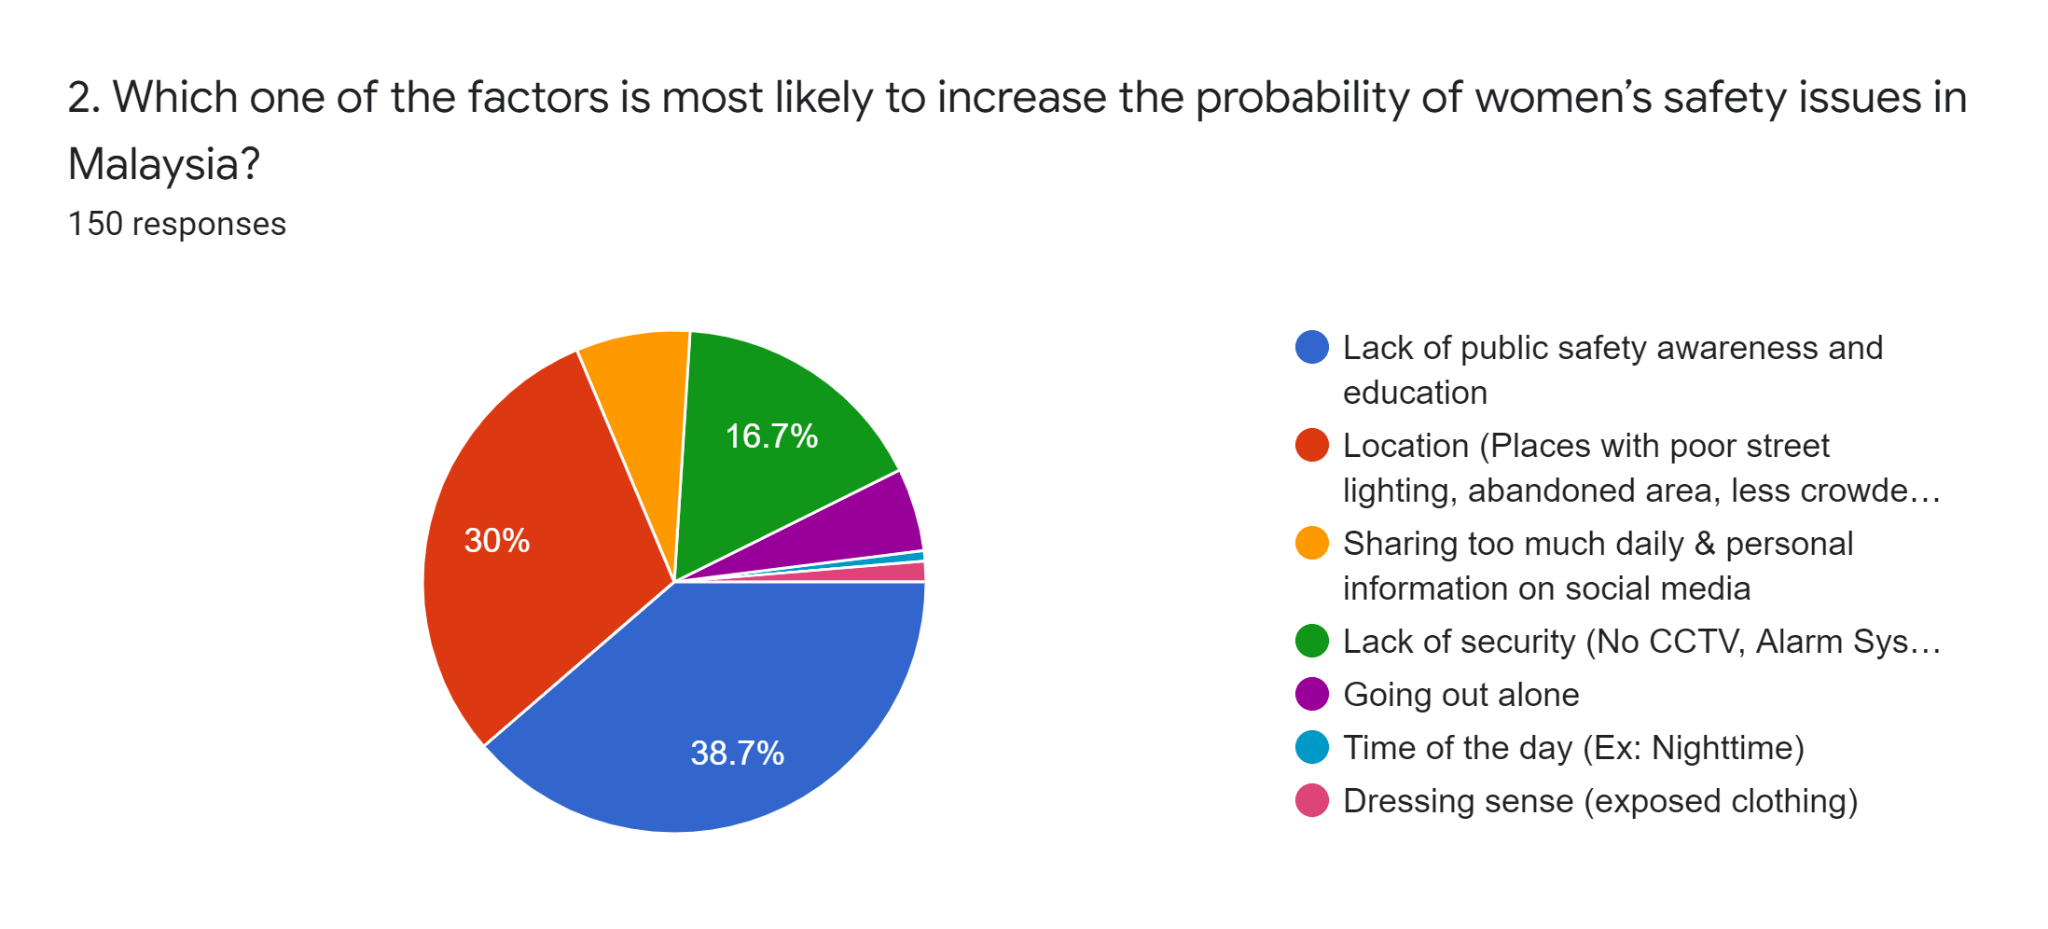 2. Which one of the factors is most likely to increase the probability of women’s safety issues in
Malaysia?
150 responses
16.7%
30%
38.7%
Lack of public safety awareness and
education
Location (Places with poor street
lighting, abandoned area, less crowde…
Sharing too much daily & personal
information on social media
Lack of security (No CCTV, Alarm Sys…
Going out alone
Time of the day (Ex: Nighttime)
Dressing sense (exposed clothing)